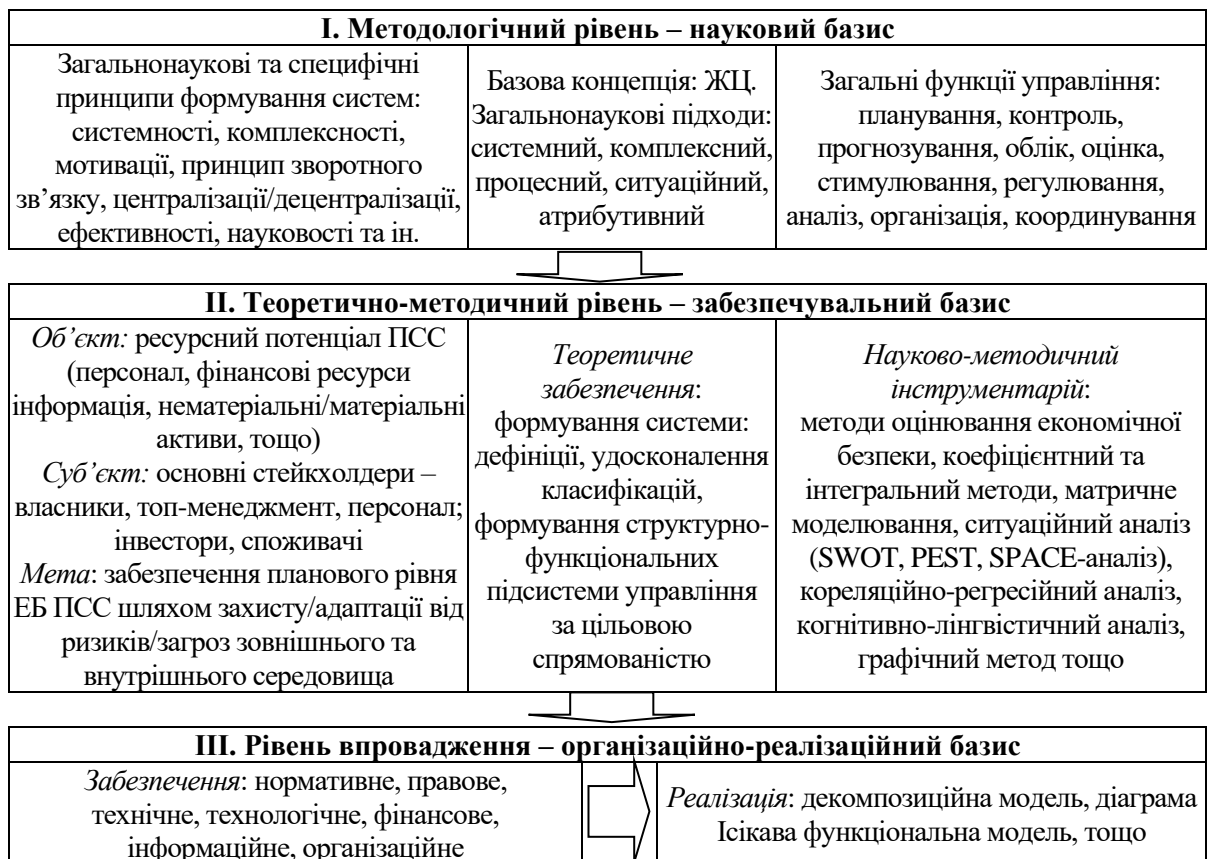 І. Методологічний рівень – науковий базис
Загальнонаукові та специфічні
принципи формування систем:
системності, комплексності,
мотивації, принцип зворотного
зв’язку, централізації/децентралізації,
ефективності, науковості та ін.
Базова концепція: ЖЦ.
Загальнонаукові підходи:
системний, комплексний,
процесний, ситуаційний,
атрибутивний
Загальні функції управління:
планування, контроль,
прогнозування, облік, оцінка,
стимулювання, регулювання,
аналіз, організація, координування
ІІ. Теоретично-методичний рівень – забезпечувальний базис
Об’єкт: ресурсний потенціал ПСС
(персонал, фінансові ресурси
інформація, нематеріальні/матеріальні
активи, тощо)
Суб’єкт: основні стейкхолдери –
власники, топ-менеджмент, персонал;
інвестори, споживачі
Мета: забезпечення планового рівня
ЕБ ПСС шляхом захисту/адаптації від
ризиків/загроз зовнішнього та
внутрішнього середовища
Теоретичне
забезпечення:
формування системи:
дефініції, удосконалення
класифікацій,
формування структурно-
функціональних
підсистеми управління
за цільовою
спрямованістю
Науково-методичний
інструментарій:
методи оцінювання економічної
безпеки, коефіцієнтний та
інтегральний методи, матричне
моделювання, ситуаційний аналіз
(SWOT, PEST, SPACE-аналіз),
кореляційно-регресійний аналіз,
когнітивно-лінгвістичний аналіз,
графічний метод тощо
ІІІ. Рівень впровадження – організаційно-реалізаційний базис
Забезпечення: нормативне, правове,
технічне, технологічне, фінансове,
інформаційне, організаційне
Реалізація: декомпозиційна модель, діаграма
Ісікава функціональна модель, тощо